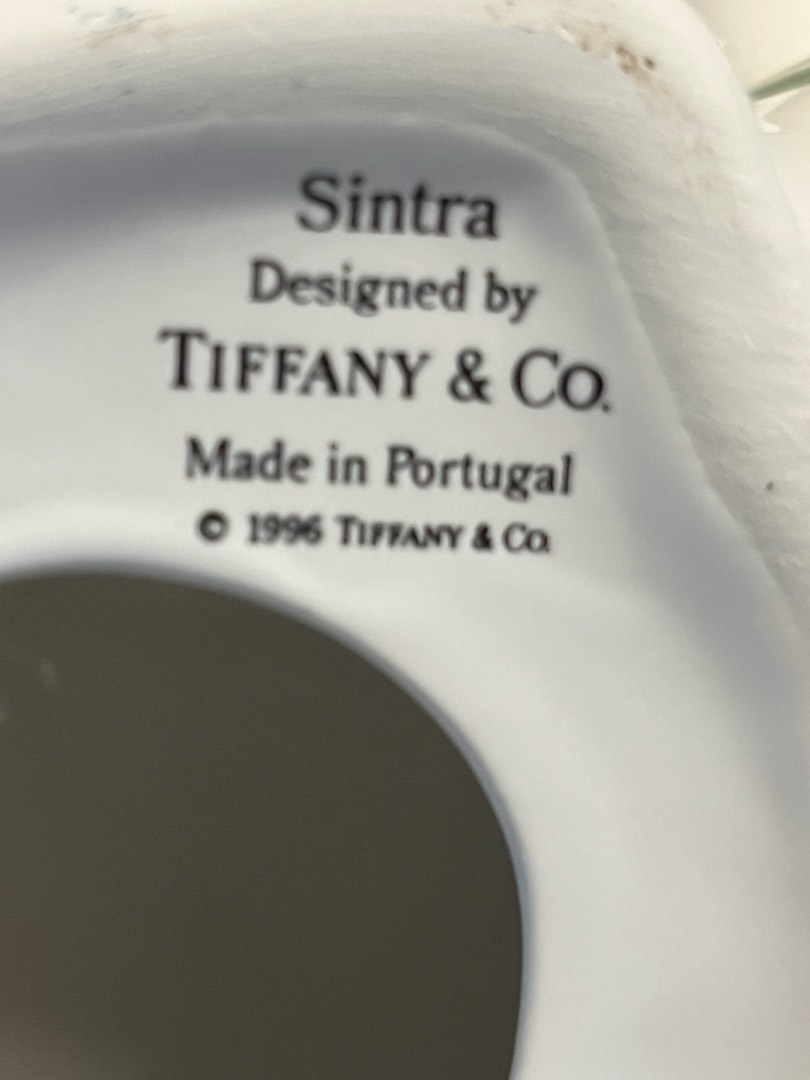 Sintra
Designed by
TIFFANY & CO.
Made in Portugal
© 1996 TIFFANY & CO.